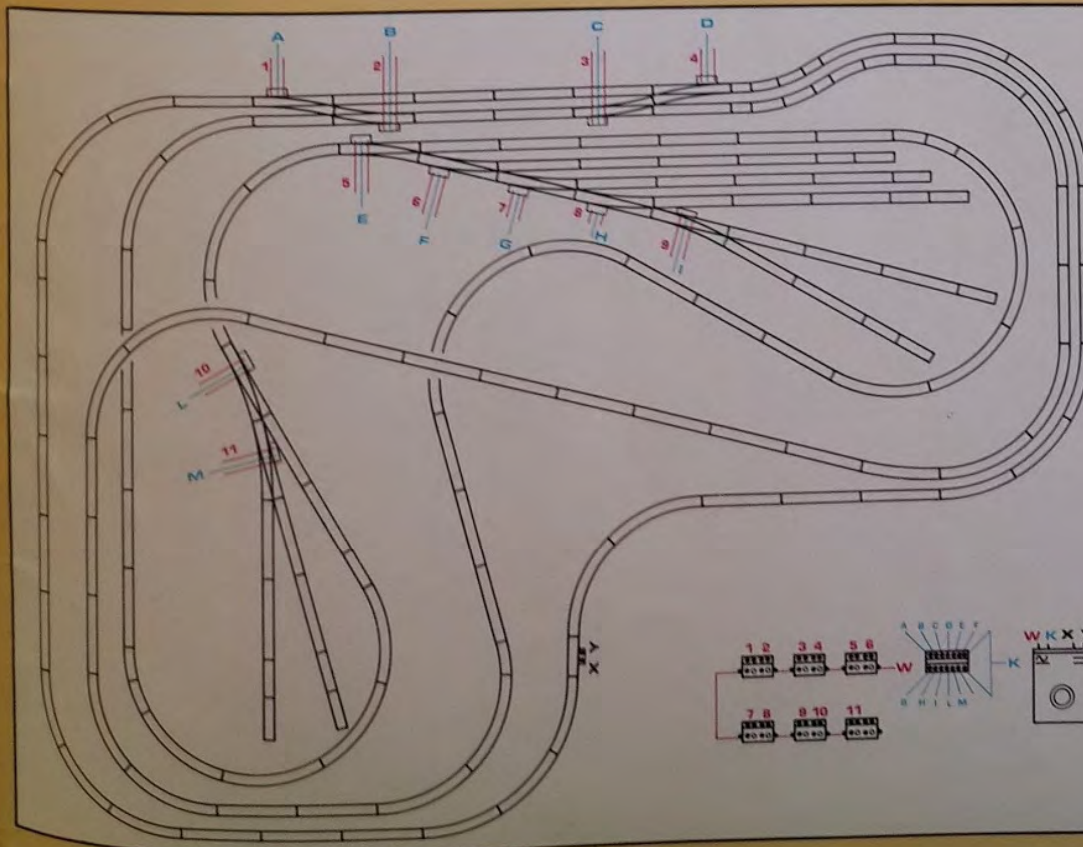 A B C D
1 2 3 4
5 6 7 8 9
E F G H I
10
L
11
M
X Y
A B C D E F
1 2 3 4 5 6 W
K
W K X Y
G H I L M
7 8 9 10 11